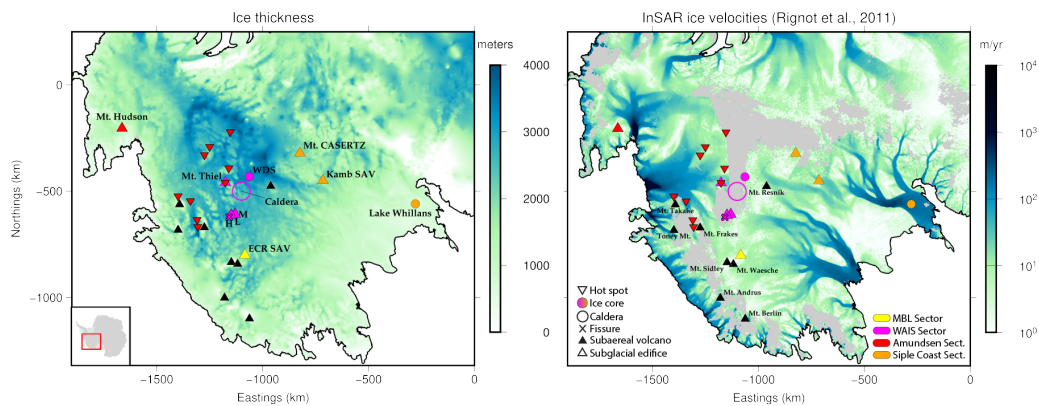 Ice thickness
meters
0
-500
-1000
Northings (km)
Mt. Hudson
Mt. CASERTZ
Mt. Thiel
WDS
Kamb SAV
Caldera
Lake Whillans
M
H
L
ECR SAV
-1500
-1000
-500
0
Eastings (km)
4000
3000
2000
1000
0
InSAR ice velocities (Rignot et al., 2011)
m/yr
Mt. Resnik
Mt. Takahe
Toney Mt.
Mt. Frakes
Mt. Sidley
Mt. Waesche
Mt. Andrus
Mt. Berlin
Hot spot
Ice core
Caldera
Fissure
Subaereal volcano
Subglacial edifice
MBL Sector
WAIS Sector
Amundsen Sect.
Siple Coast Sect.
-1500
-1000
-500
0
Eastings (km)
10⁴
10³
10²
10¹
10⁰